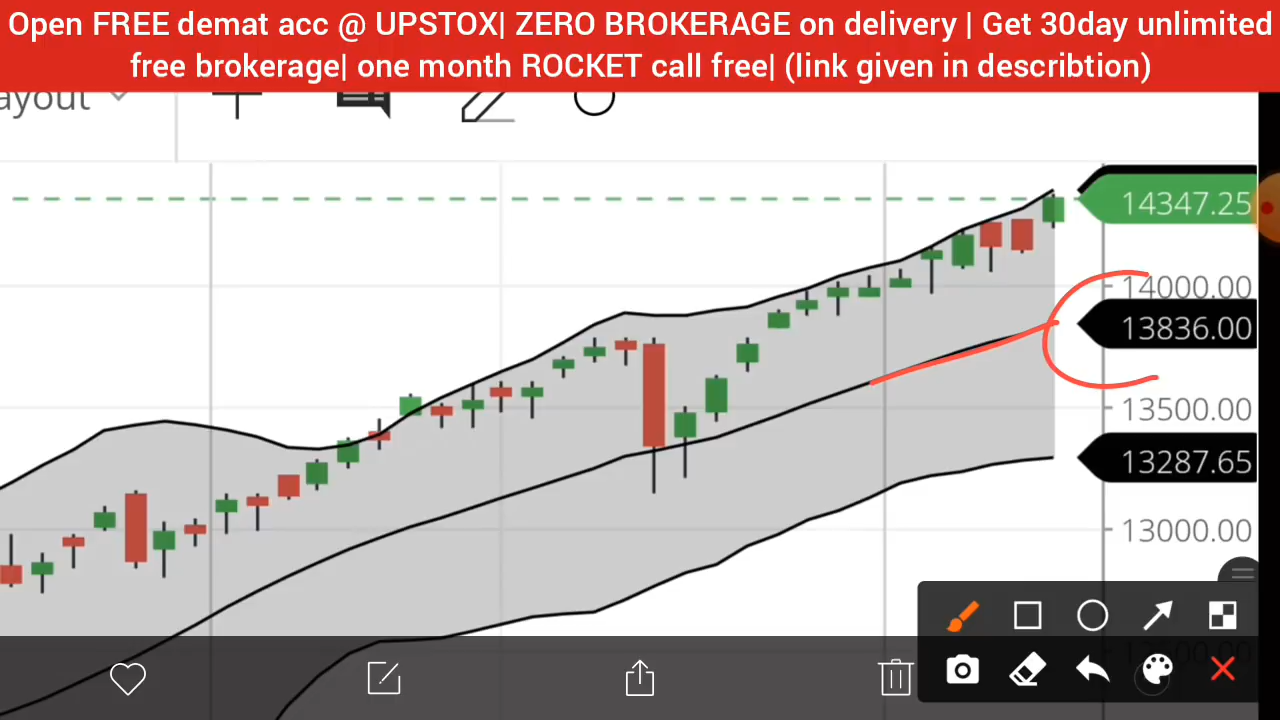 Open FREE demat acc @ UPSTOX| ZERO BROKERAGE on delivery | Get 30day unlimited
free brokerage| one month ROCKET call free| (link given in describtion)
ayout
14347.25
14000.00
13836.00
13500.00
13287.65
13000.00